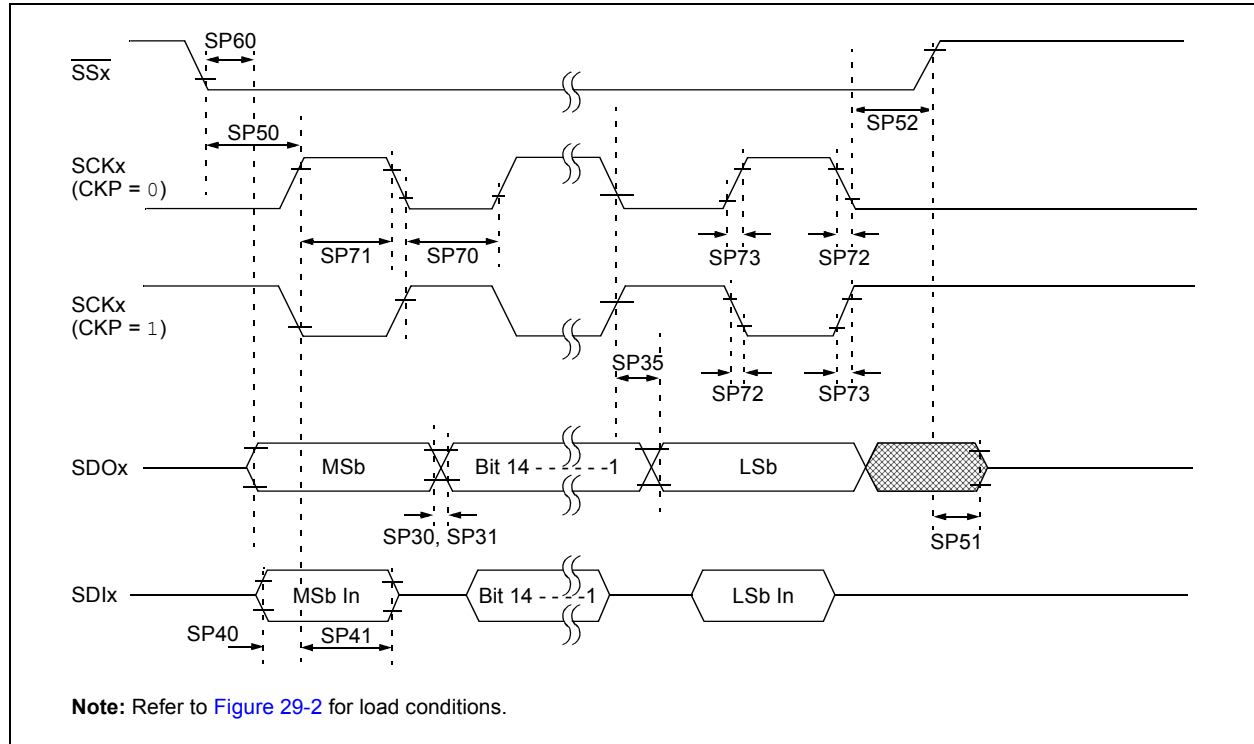 SP60
SSx
SP52
SP50
SCKx
(CKP = 0)
SP71
SP70
SP73
SP72
SCKx
(CKP = 1)
SP35
SP72
SP73
SDOx
MSb
Bit 14 - - - - - - -1
LSb
SP30, SP31
SP51
SDIx
MSb In
Bit 14 - - - - -1
LSb In
SP40
SP41
Note: Refer to Figure 29-2 for load conditions.